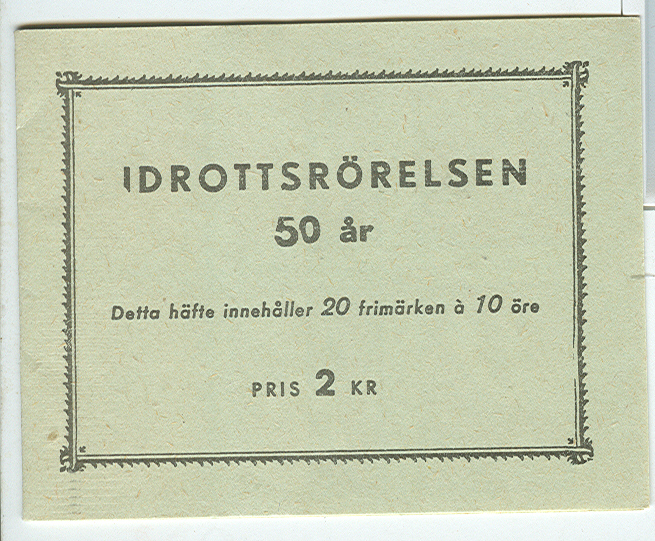 IDROTTSRÖRELSEN
50 år
Detta häfte innehåller 20 frimärken à 10 öre
PRIS 2 KR